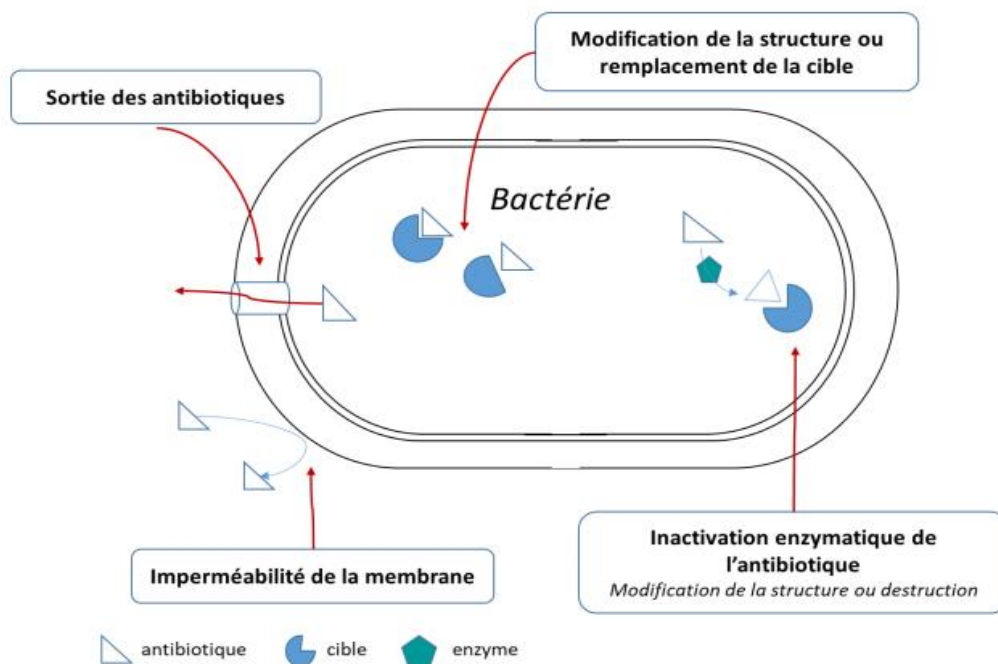 Modification de la structure ou
remplacement de la cible
Sortie des antibiotiques
Bactérie
Imperméabilité de la membrane
Inactivation enzymatique de
l'antibiotique
Modification de la structure ou destruction
antibiotique
cible
enzyme